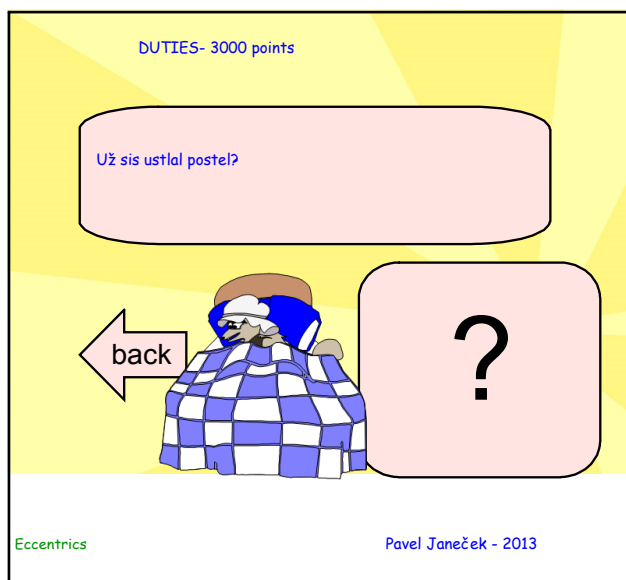 DUTIES- 3000 points
Už sis ustlal postel?
back
?
Eccentrics
Pavel Janeček - 2013